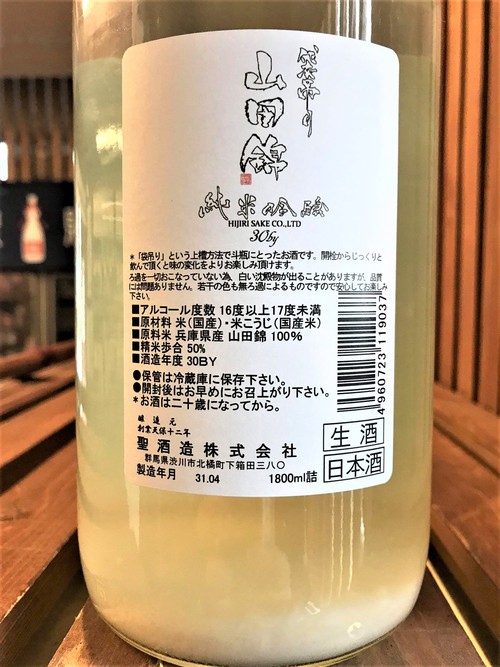 袋吊り
山田錦
純米吟醸
HIJIRI SAKE CO.,LTD
30by
*「袋吊り」という上槽方法で斗瓶にとったお酒です。開栓からじっくりと
飲んで頂くと味の変化をよりお楽しみ頂けます。
ろ過を一切おこなっていない為、白い沈殿物が出ることがありますが、品質
には問題ありません。若干の色も無ろ過によるものですので安心してお楽しみ
下さい。
■アルコール度数 16度以上17度未満
■原材料 米(国産)・米こうじ(国産米)
■原料米 兵庫県産 山田錦 100%
■精米歩合 50%
■酒造年度 30BY
●保管は冷蔵庫に保存下さい。
●開封後はお早めにお召上がり下さい。
*お酒は二十歳になってから。
4960723119037
醸造元
創業天保十二年
聖酒造株式会社
群馬県渋川市北橘町下箱田三八〇
製造年月 31.04 1800ml詰
生酒
日本酒